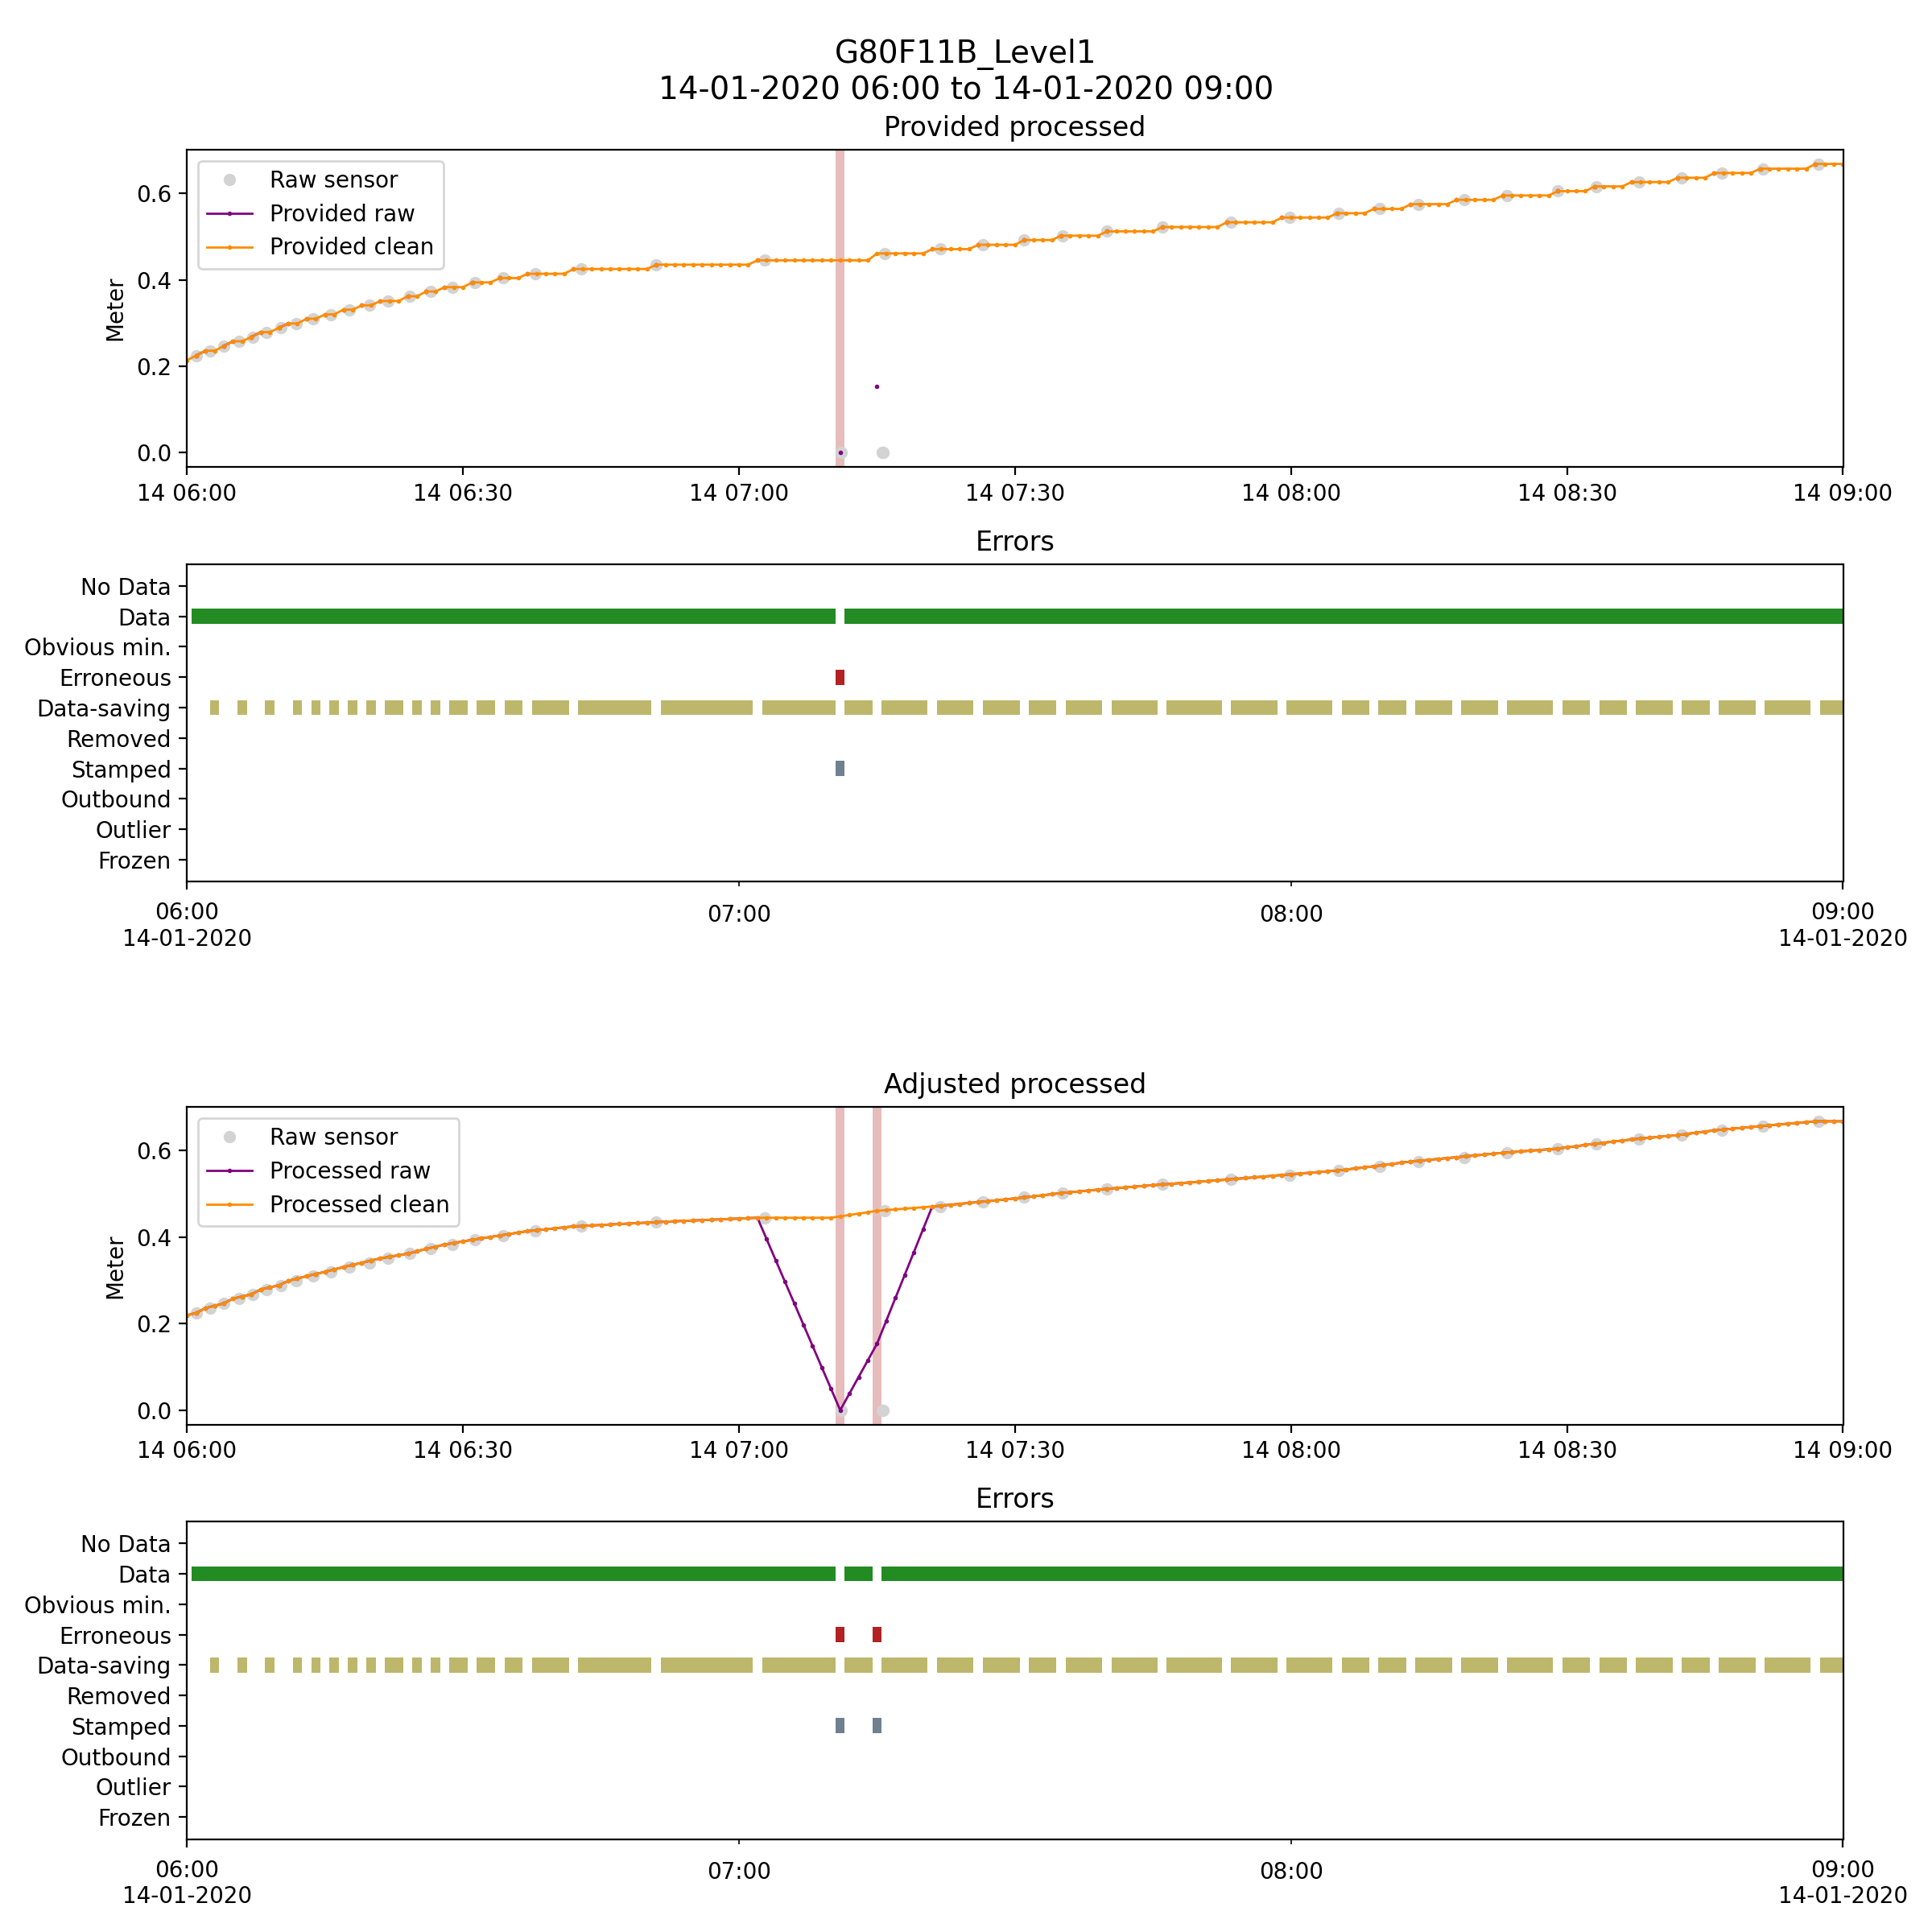 G80F11B_Level1
14-01-2020 06:00 to 14-01-2020 09:00
Provided processed
Raw sensor
Provided raw
Provided clean
Meter
0.6
0.4
0.2
0.0
14 06:00 14 06:30 14 07:00 14 07:30 14 08:00 14 08:30 14 09:00
Errors
No Data
Data
Obvious min.
Erroneous
Data-saving
Removed
Stamped
Outbound
Outlier
Frozen
06:00 07:00 08:00 09:00
14-01-2020 14-01-2020
Adjusted processed
Raw sensor
Processed raw
Processed clean
Meter
0.6
0.4
0.2
0.0
14 06:00 14 06:30 14 07:00 14 07:30 14 08:00 14 08:30 14 09:00
Errors
No Data
Data
Obvious min.
Erroneous
Data-saving
Removed
Stamped
Outbound
Outlier
Frozen
06:00 07:00 08:00 09:00
14-01-2020 14-01-2020